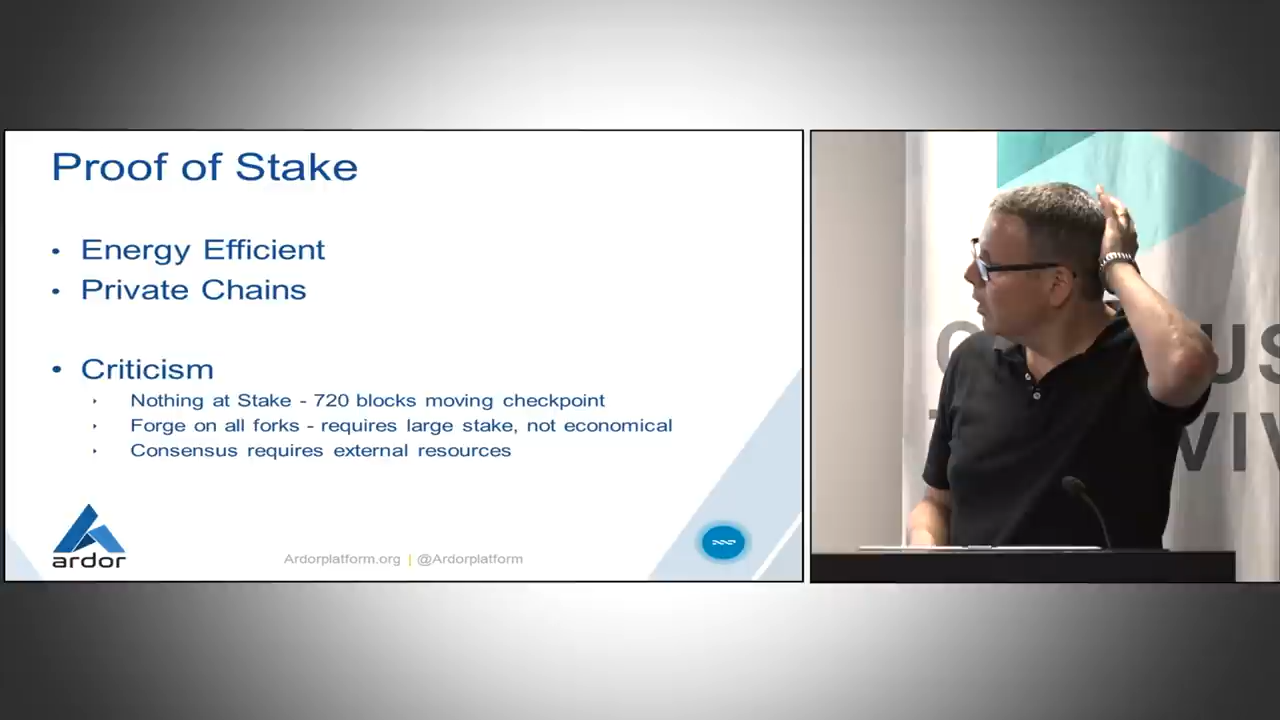 Proof of Stake
• Energy Efficient
• Private Chains
• Criticism
Nothing at Stake - 720 blocks moving checkpoint
Forge on all forks - requires large stake, not economical
Consensus requires external resources
ardor
Ardorplatform.org | @Ardorplatform